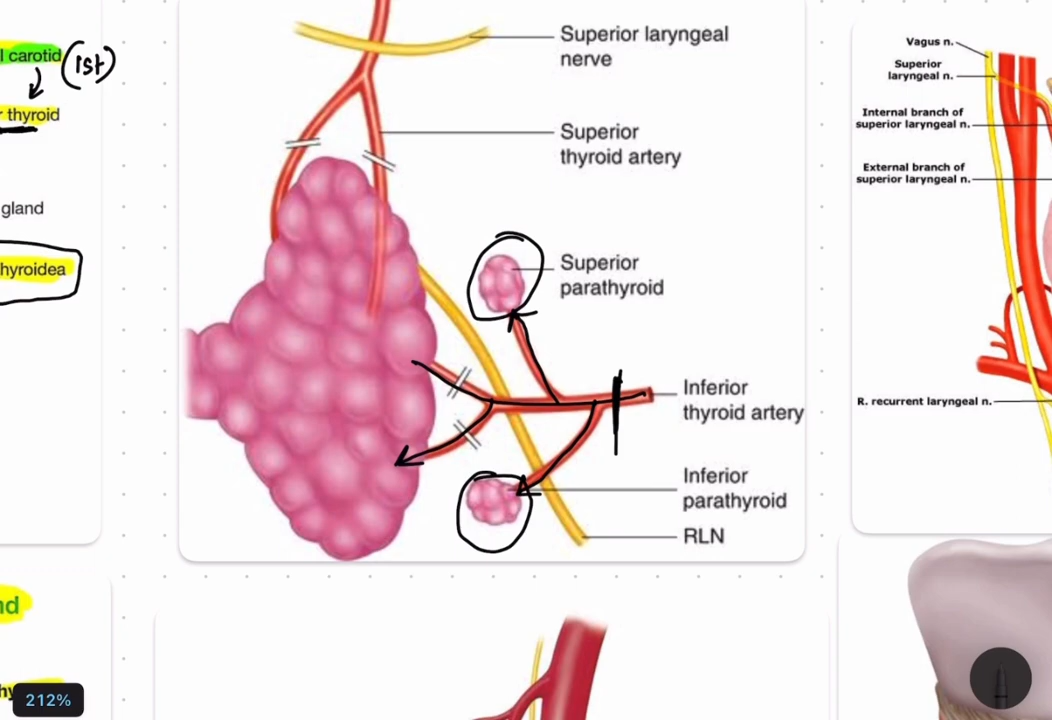 l carotid (1st)
r thyroid
gland
hyroidea
nd
hy
212%
Superior laryngeal
nerve
Superior
thyroid artery
Superior
parathyroid
Inferior
thyroid artery
Inferior
parathyroid
RLN
Vagus n.
Superior
laryngeal n.
Internal branch of
superior laryngeal n.
External branch of
superior laryngeal n.
R. recurrent laryngeal n.